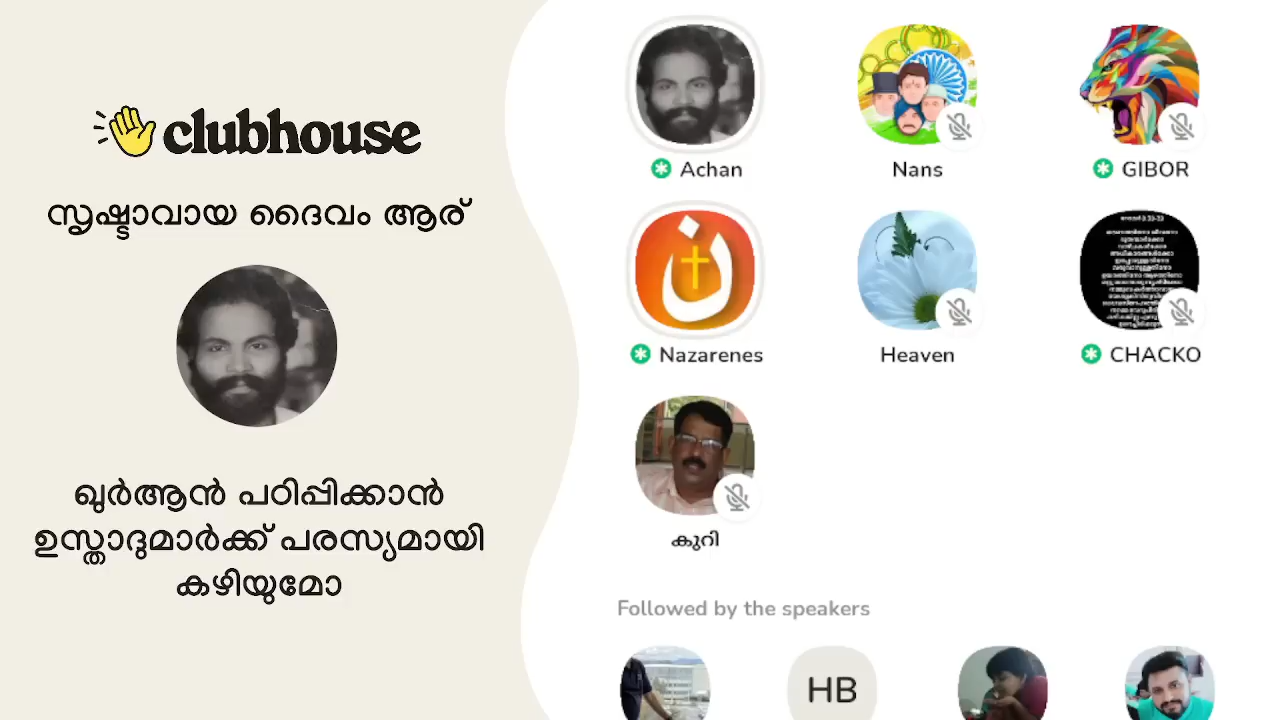 clubhouse
സൃഷ്ടാവായ ദൈവം ആര്
ഖുർആൻ പഠിപ്പിക്കാൻ
ഉസ്താദുമാർക്ക് പരസ്യമായി
കഴിയുമോ
Achan
Nans
GIBOR
ن
Nazarenes
Heaven
CHACKO
കുറി
Followed by the speakers
HB